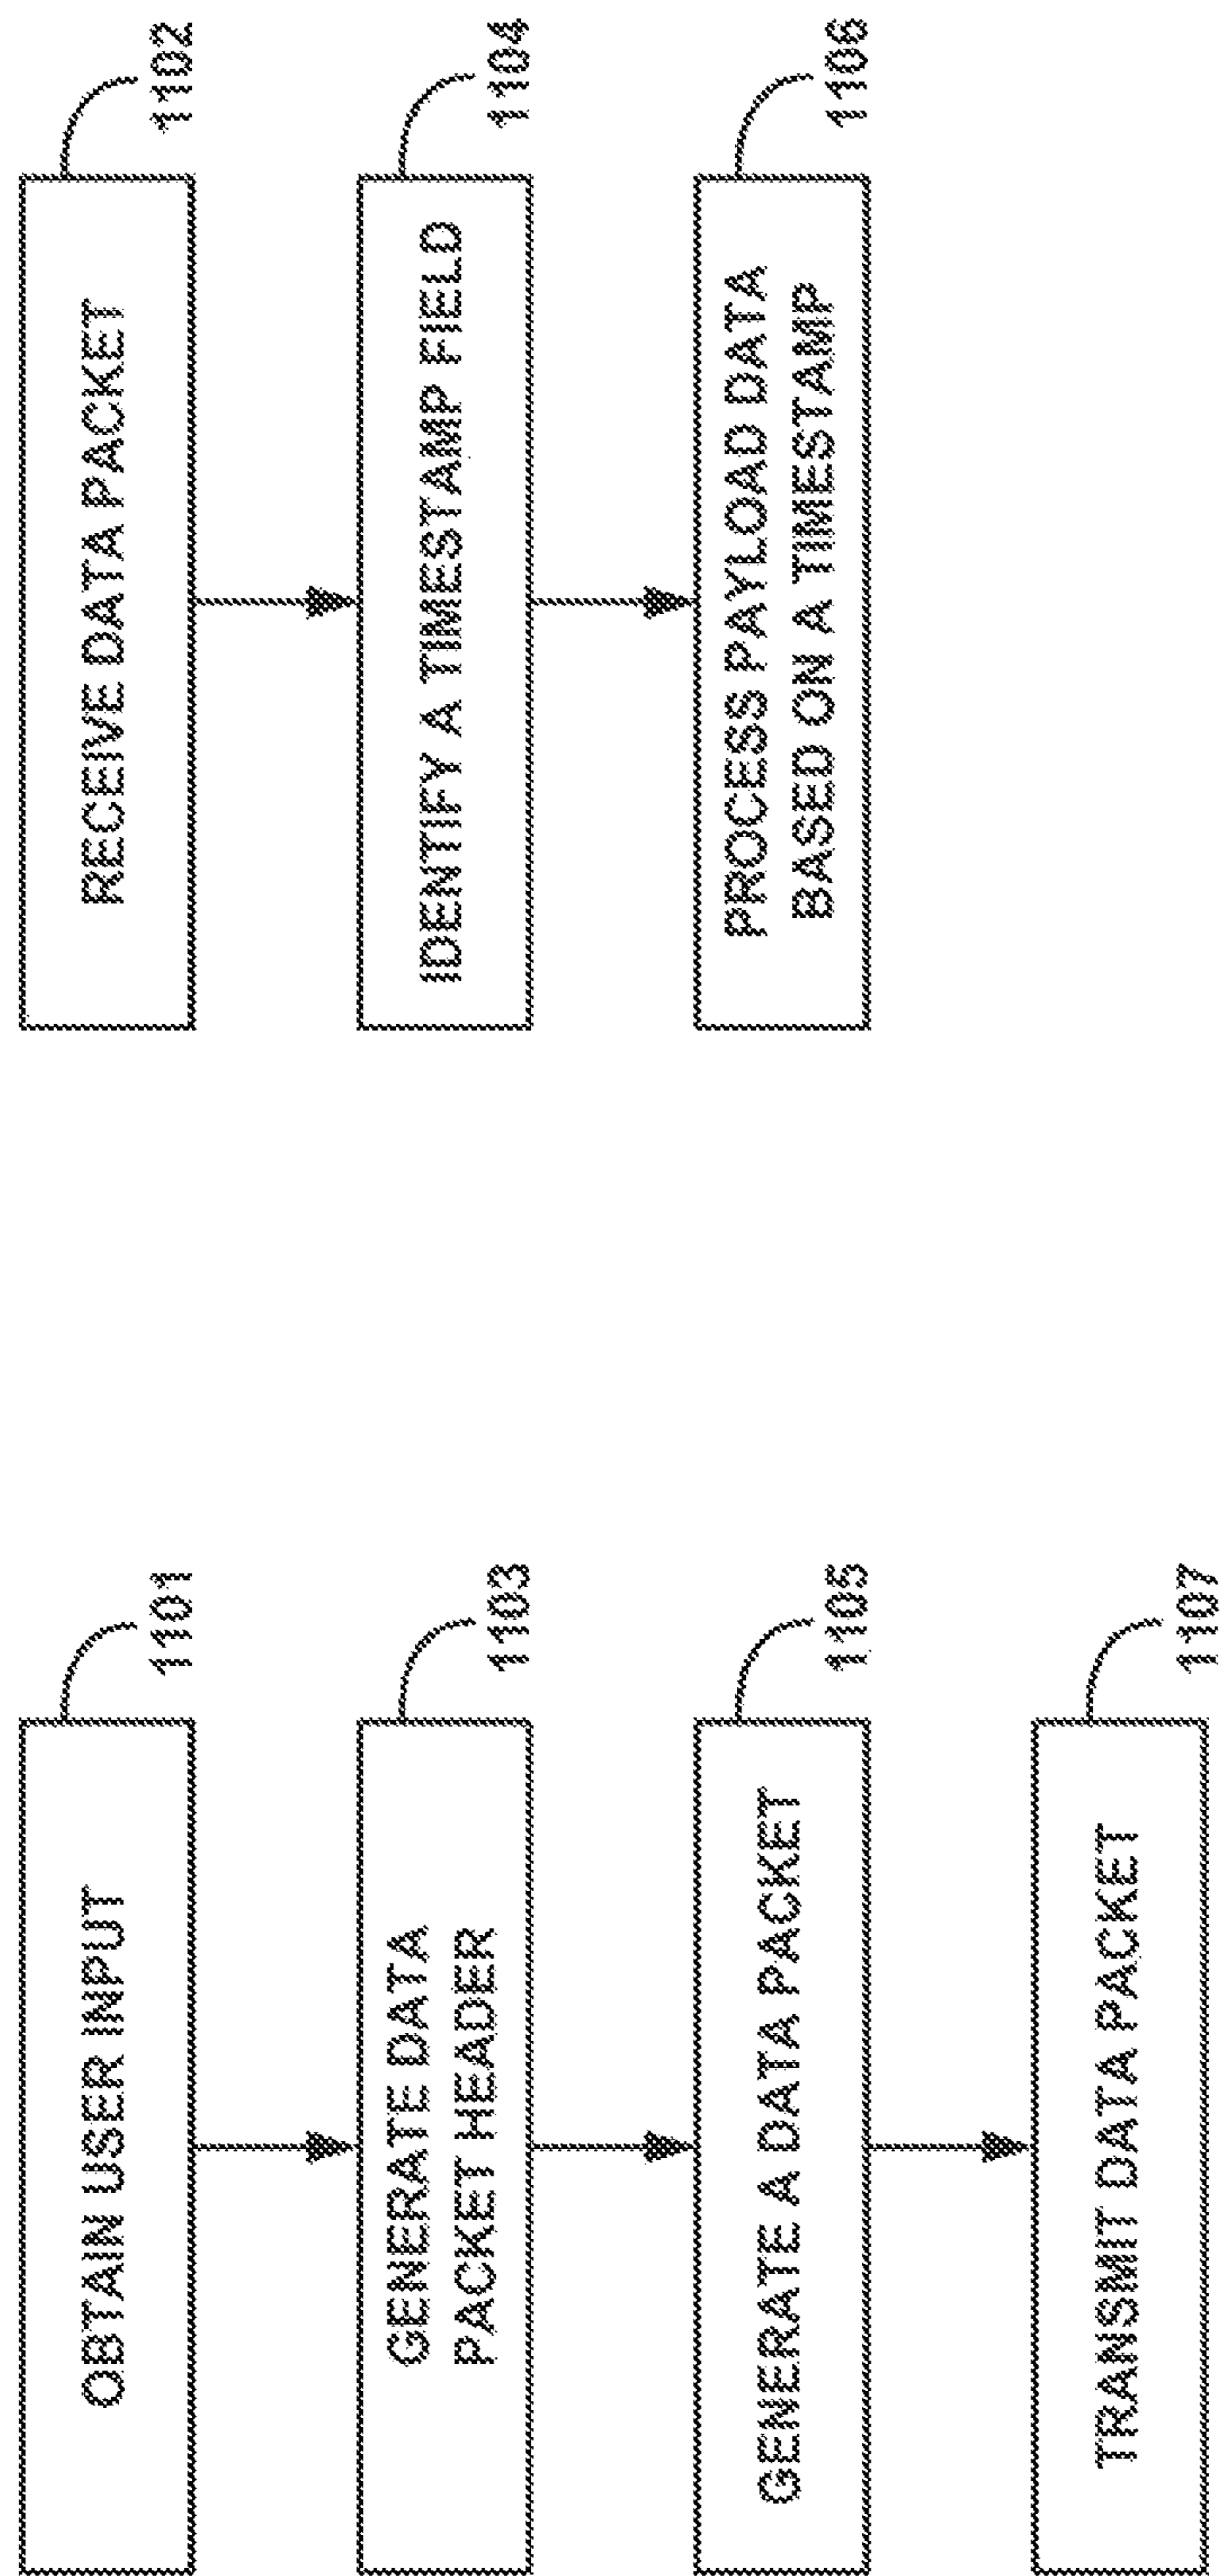 OBTAIN USER INPUT
1101
GENERATE DATA
PACKET HEADER
1103
GENERATE A DATA PACKET
1105
TRANSMIT DATA PACKET
1107
RECEIVE DATA PACKET
1102
IDENTIFY A TIMESTAMP FIELD
1104
PROCESS PAYLOAD DATA
BASED ON A TIMESTAMP
1106